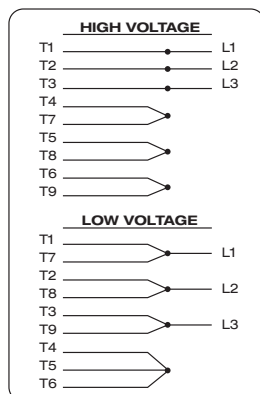 HIGH VOLTAGE
T1 L1
T2 L2
T3 L3
T4
T7
T5
T8
T6
T9
LOW VOLTAGE
T1
T7 L1
T2
T8 L2
T3
T9 L3
T4
T5
T6